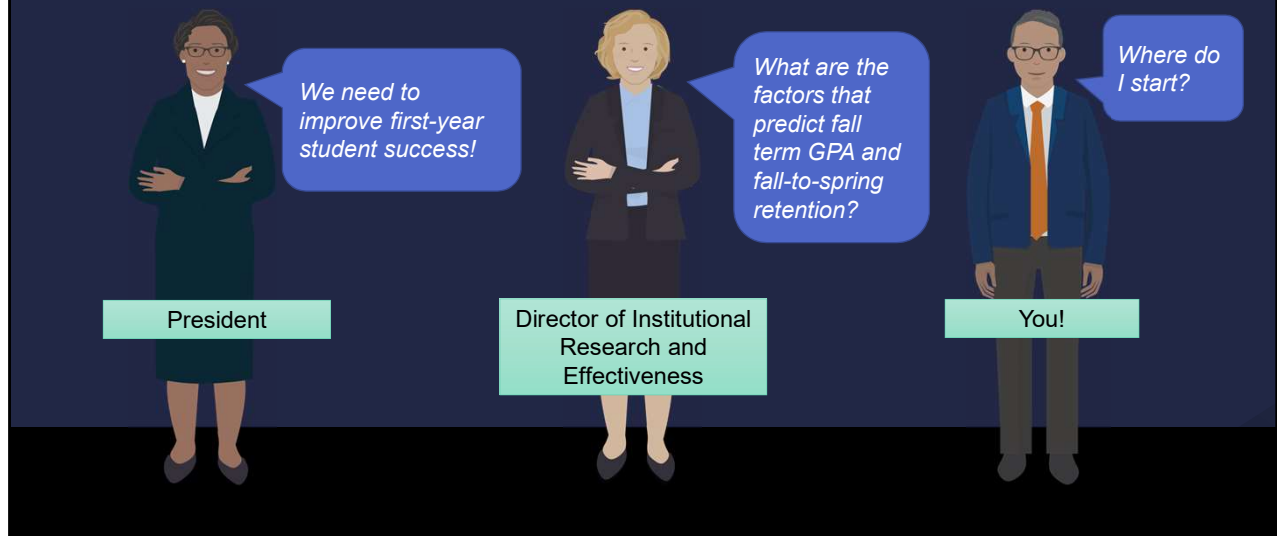 We need to
improve first-year
student success!
What are the
factors that
predict fall
term GPA and
fall-to-spring
retention?
Where do
I start?
President
Director of Institutional
Research and
Effectiveness
You!